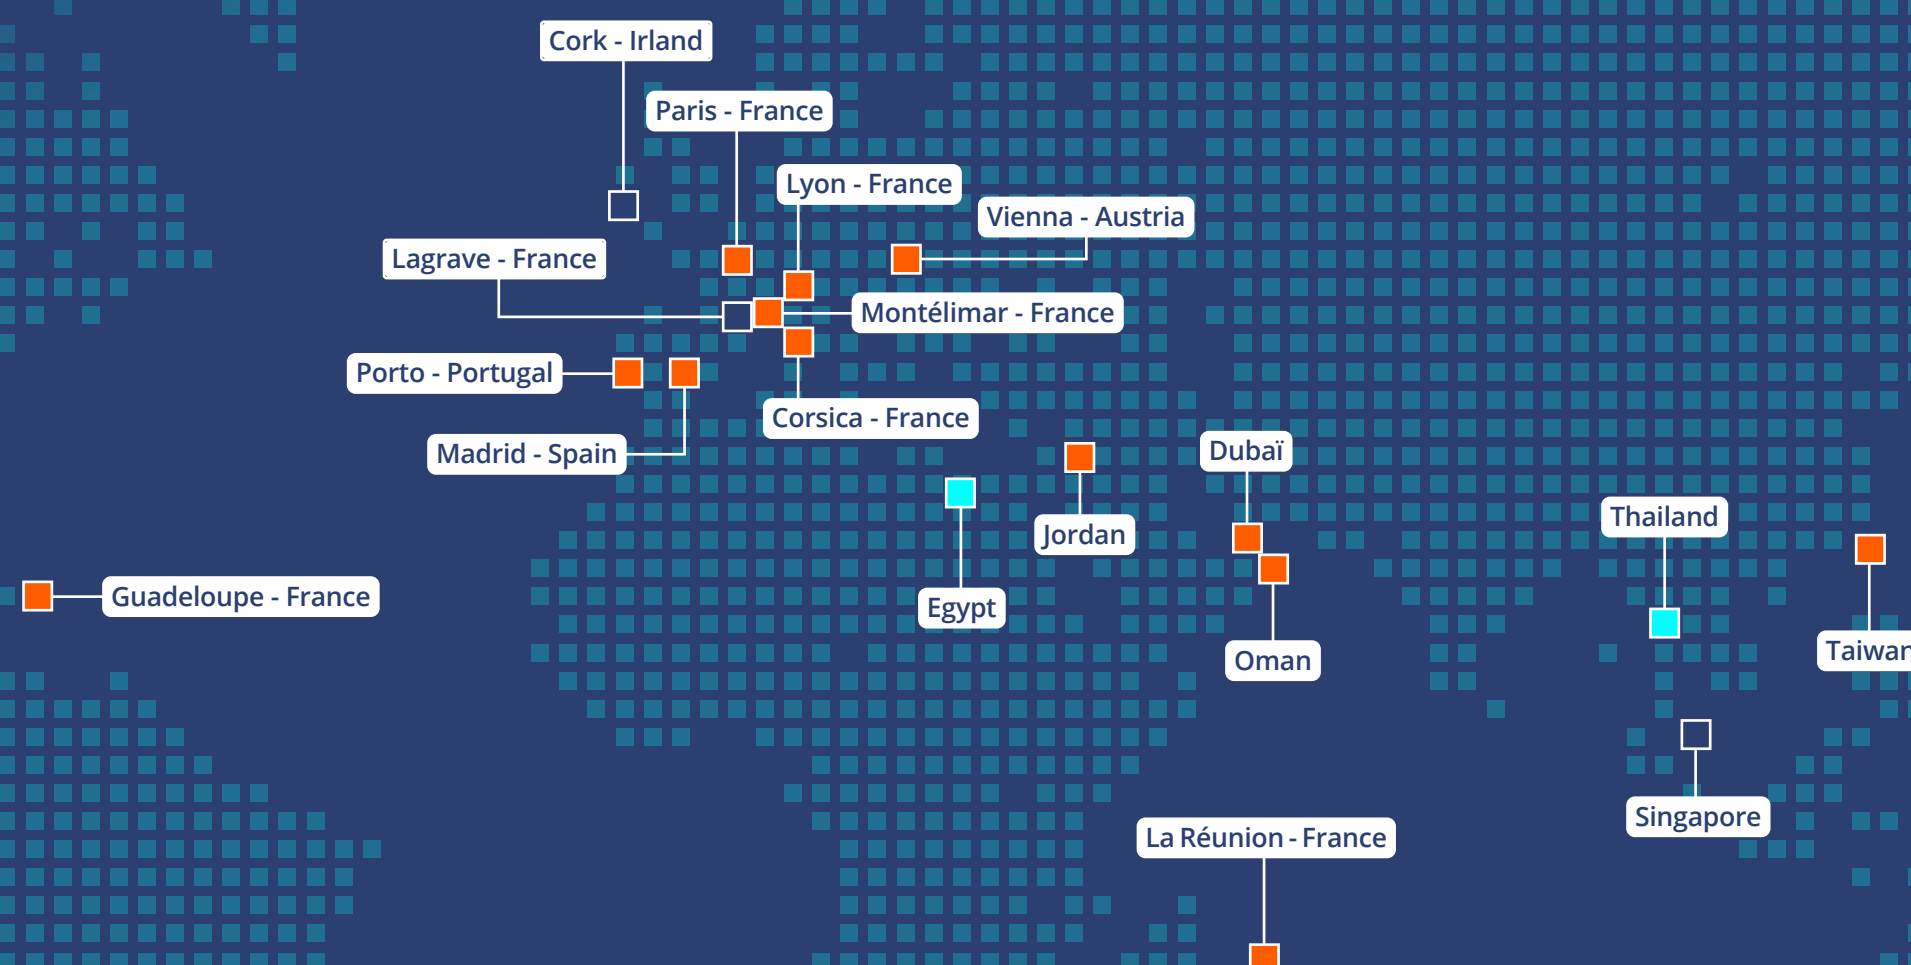 Cork - Irland
Paris - France
Lyon - France
Vienna - Austria
Lagrave - France
Montélimar - France
Porto - Portugal
Corsica - France
Madrid - Spain
Dubaï
Jordan
Thailand
Guadeloupe - France
Egypt
Oman
Taiwan
Singapore
La Réunion - France